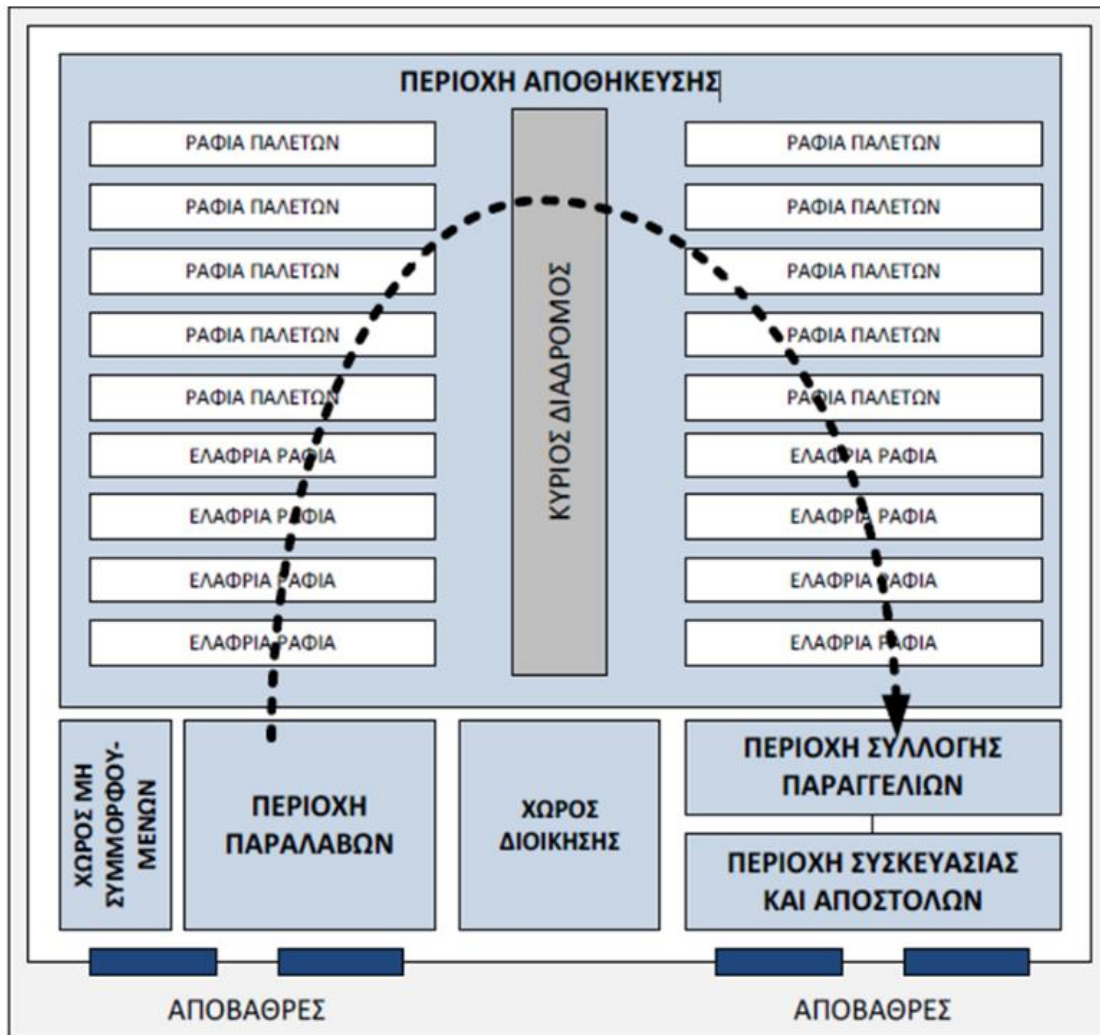 ΠΕΡΙΟΧΗ ΑΠΟΘΗΚΕΥΣΗΣ
ΡΑΦΙΑ ΠΑΛΕΤΩΝ
ΡΑΦΙΑ ΠΑΛΕΤΩΝ
ΡΑΦΙΑ ΠΑΛΕΤΩΝ
ΡΑΦΙΑ ΠΑΛΕΤΩΝ
ΡΑΦΙΑ ΠΑΛΕΤΩΝ
ΕΛΑΦΡΙΑ ΡΑΦΙΑ
ΕΛΑΦΡΙΑ ΡΑΦΙΑ
ΕΛΑΦΡΙΑ ΡΑΦΙΑ
ΕΛΑΦΡΙΑ ΡΑΦΙΑ
ΚΥΡΙΟΣ ΔΙΑΔΡΟΜΟΣ
ΡΑΦΙΑ ΠΑΛΕΤΩΝ
ΡΑΦΙΑ ΠΑΛΕΤΩΝ
ΡΑΦΙΑ ΠΑΛΕΤΩΝ
ΡΑΦΙΑ ΠΑΛΕΤΩΝ
ΡΑΦΙΑ ΠΑΛΕΤΩΝ
ΕΛΑΦΡΙΑ ΡΑΦΙΑ
ΕΛΑΦΡΙΑ ΡΑΦΙΑ
ΕΛΑΦΡΙΑ ΡΑΦΙΑ
ΕΛΑΦΡΙΑ ΡΑΦΙΑ
ΧΩΡΟΣ ΜΗ
ΣΥΜΜΟΡΦΟΥ-
ΜΕΝΩΝ
ΠΕΡΙΟΧΗ
ΠΑΡΑΛΑΒΩΝ
ΧΩΡΟΣ
ΔΙΟΙΚΗΣΗΣ
ΠΕΡΙΟΧΗ ΣΥΛΛΟΓΗΣ
ΠΑΡΑΓΓΕΛΙΩΝ
ΠΕΡΙΟΧΗ ΣΥΣΚΕΥΑΣΙΑΣ
ΚΑΙ ΑΠΟΣΤΟΛΩΝ
ΑΠΟΒΑΘΡΕΣ
ΑΠΟΒΑΘΡΕΣ